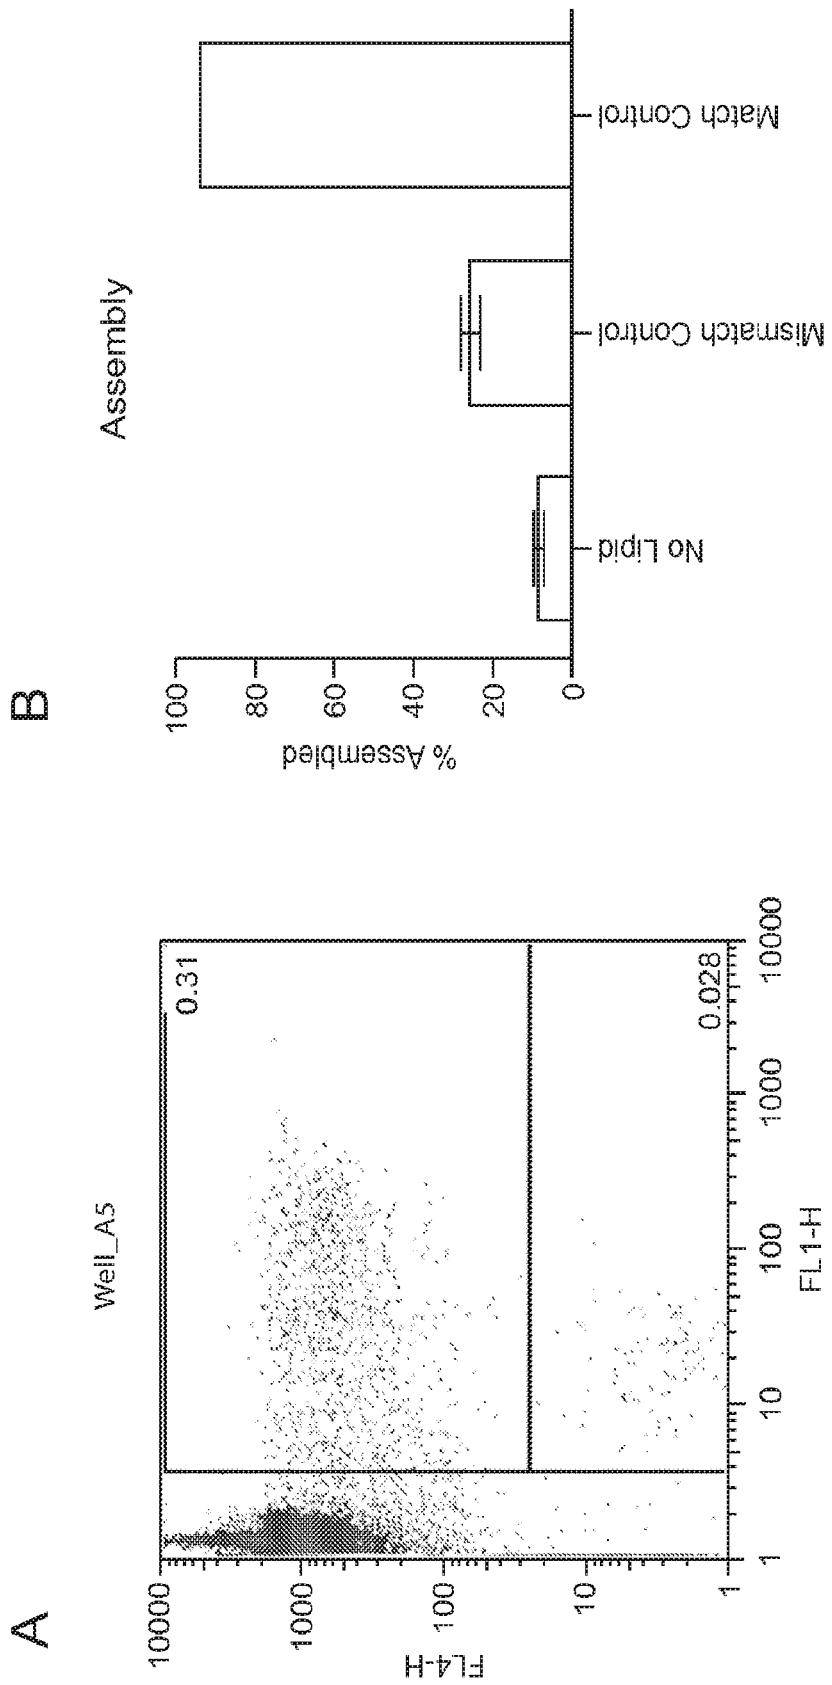 A
Well_A5
10000
1000
100
10
1
FL4-H
0.31
0.028
1
10
100
1000
10000
FL1-H
B
Assembly
100
80
60
40
20
0
% Assembled
No Lipid
Mismatch Control
Match Control